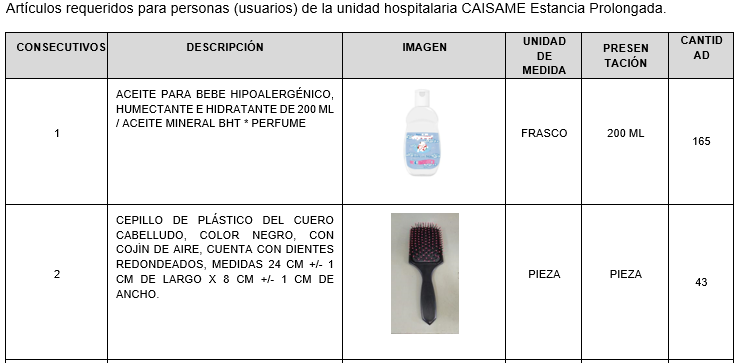 Artículos requeridos para personas (usuarios) de la unidad hospitalaria CAISAME Estancia Prolongada.
CONSECUTIVOS DESCRIPCIÓN IMAGEN UNIDAD DE MEDIDA PRESEN TACIÓN CANTID AD
1
ACEITE PARA BEBE HIPOALERGÉNICO,
HUMECTANTE E HIDRATANTE DE 200 ML
/ ACEITE MINERAL BHT * PERFUME
FRASCO
200 ML
165
2
CEPILLO DE PLÁSTICO DEL CUERO
CABELLUDO, COLOR NEGRO, CON
COJÌN DE AIRE, CUENTA CON DIENTES
REDONDEADOS, MEDIDAS 24 CM +/- 1
CM DE LARGO X 8 CM +/- 1 CM DE
ANCHO.
PIEZA
PIEZA
43